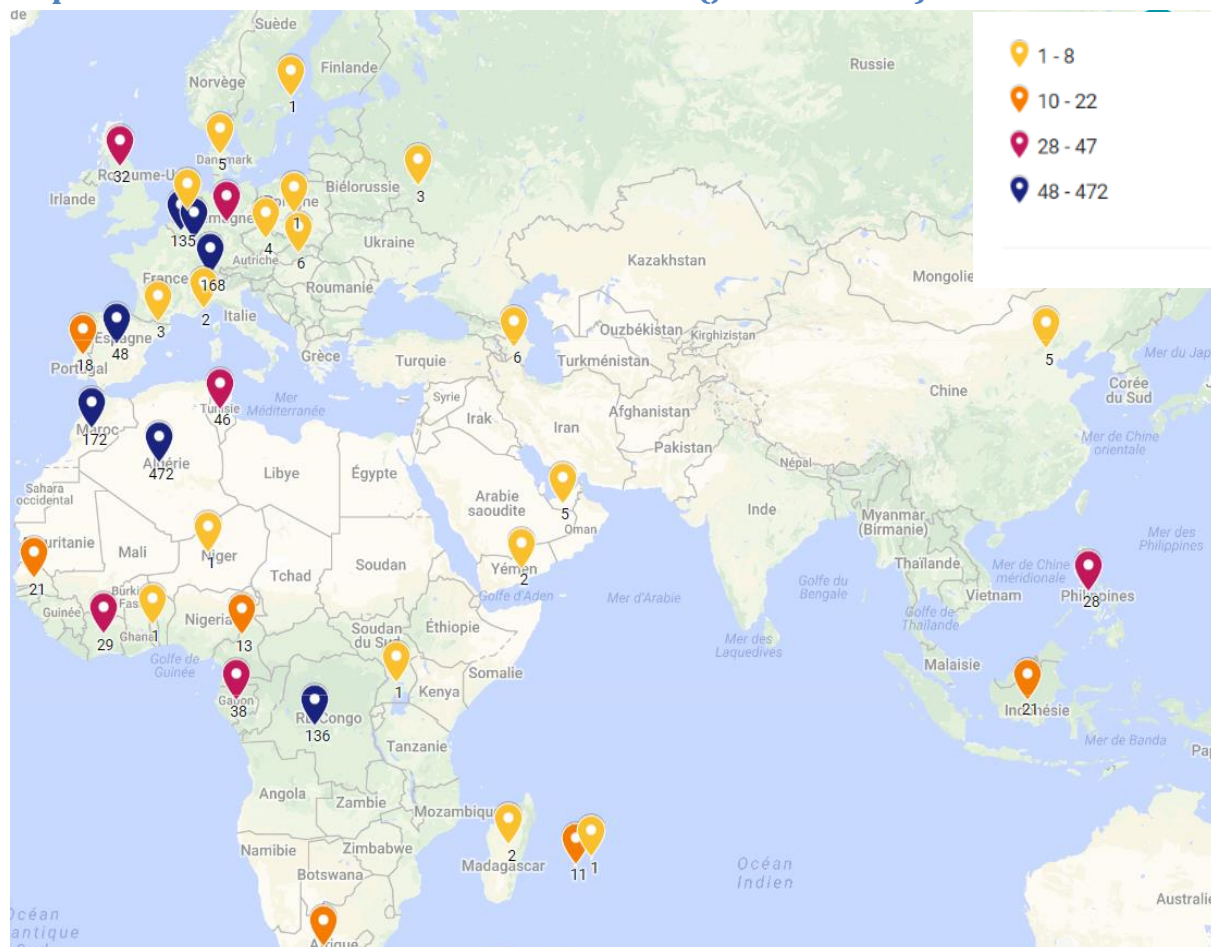 Suède
Norvège
Finlande
Russie
1 - 8
10 - 22
28 - 47
48 - 472
1
Danemark
5
32
Irlande
Biélorussie
3
1
135
4
6
Ukraine
Autriche
France
168
Roumanie
Kazakhstan
Mongolie
2
3
Italie
Espagne
48
18
Portugal
Grèce
Turquie
6
Ouzbékistan
Kirghizistan
Turkménistan
5
Chine
Corée
du Sud
Mer du Jap
Mer
Méditerranée
Tunisie
46
Maroc
172
Syrie
Irak
Iran
Afghanistan
Pakistan
Népal
Mer de Chine
orientale
Algérie
472
Libye
Égypte
Sahara
occidental
Arabie
saoudite
5
Oman
Inde
Myanmar
(Birmanie)
Mer des
Philippines
Mali
Niger
1
Tchad
Soudan
Yémen
2
Golfe d'Aden
Mer d'Arabie
Golfe du
Bengale
Thaïlande
Mer de Chine
méridionale
Vietnam
Philippines
28
21
Guinée
29
Ghana
1
Nigeria
13
Soudan
du Sud
Éthiopie
Golfe de
Guinée
Mer des
Laquedives
Golfe de
Thaïlande
Malaisie
Somalie
1
Kenya
Gabon
38
136
Indonésie
21
Tanzanie
Mer de Banda
Angola
Zambie
Mozambique
Namibie
Zimbabwe
Botswana
2
Madagascar
11
1
Océan
Indien
Australie
Océan